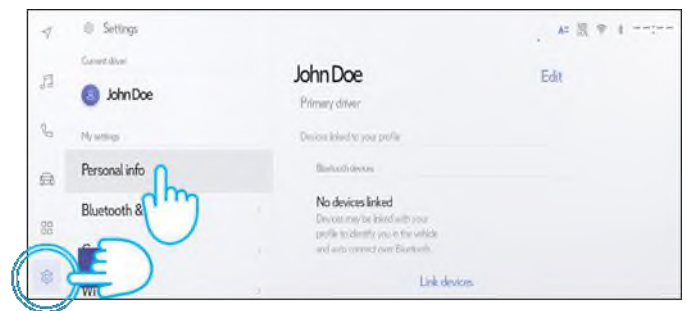 Settings
Current driver
John Doe
My settings
Personal info
Bluetooth &
John Doe
Edit
Primary driver
Devices linked to your profile
Bluetooth devices
No devices linked
Devices may be linked with your
profile to identify you in the vehicle
and auto connect over Bluetooth.
Link devices
--:--